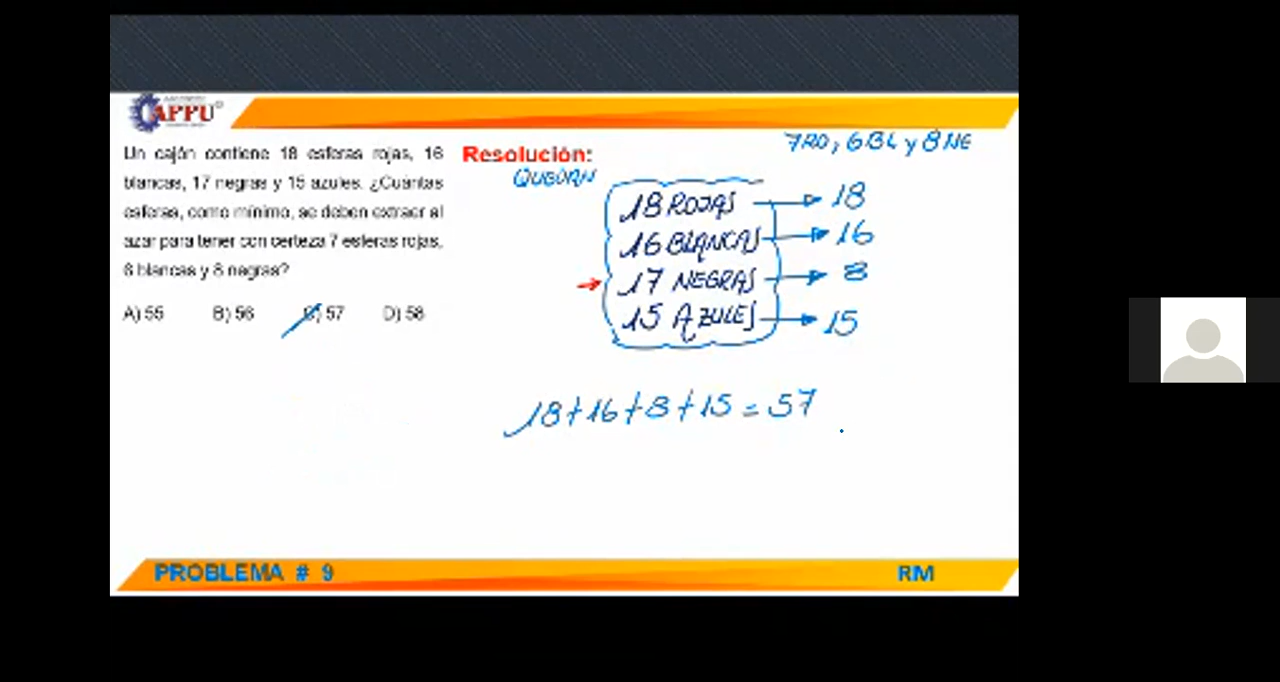 APPU
Un cajón contiene 18 esferas rojas, 16
blancas, 17 negras y 15 azules. ¿Cuántas
esferas, como mínimo, se deben extraer al
azar para tener con certeza 7 esferas rojas,
6 blancas y 8 negras?
A) 55 B) 56 C) 57 D) 58
Resolución:
7RO, 6BL y 8NE
QUEDAN
18 ROJAS 18
16 BLANCAS 16
17 NEGRAS 8
15 AZULES 15
18+16+8+15=57
PROBLEMA # 9
RM